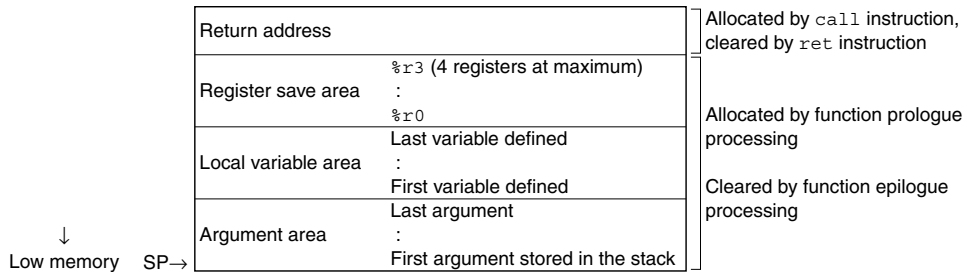 Return address
Allocated by call instruction,
cleared by ret instruction
Register save area
%r3 (4 registers at maximum)
:
%r0
Allocated by function prologue
processing
Local variable area
Last variable defined
:
First variable defined
Cleared by function epilogue
processing
Argument area
Last argument
:
First argument stored in the stack
↓
Low memory
SP→